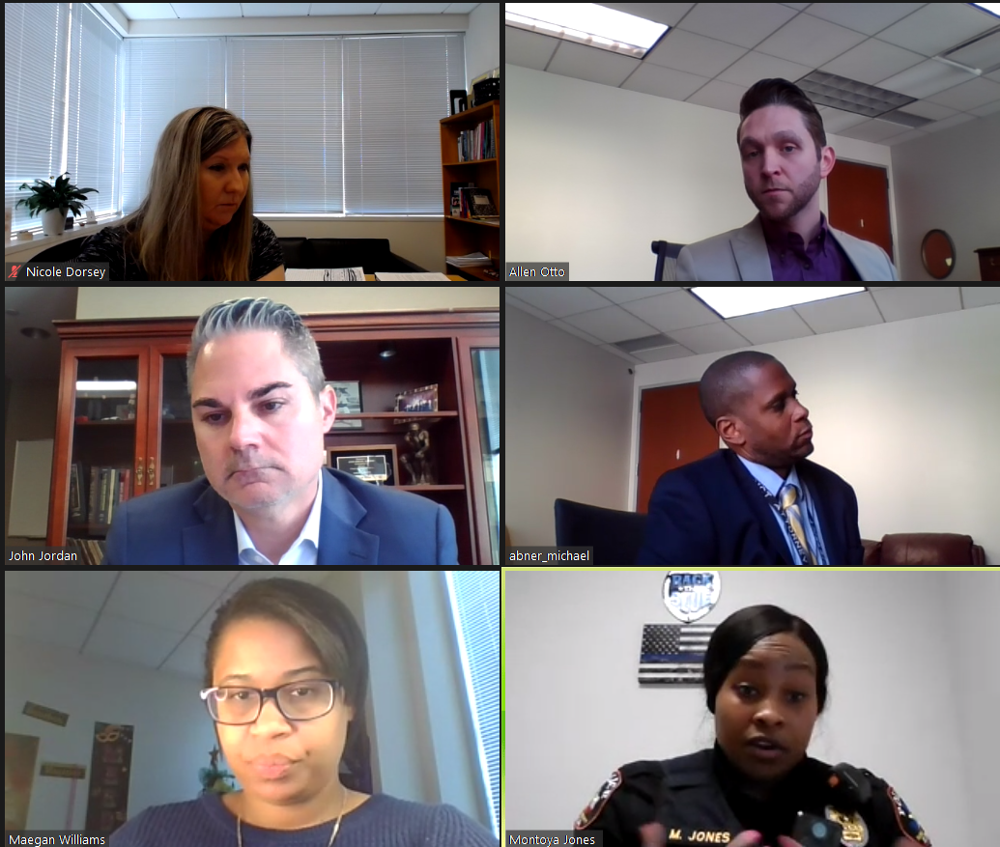 Nicole Dorsey
Allen Otto
John Jordan
abner_michael
Maegan Williams
BACK
THE
BLUE
M. JONES
Montoya Jones